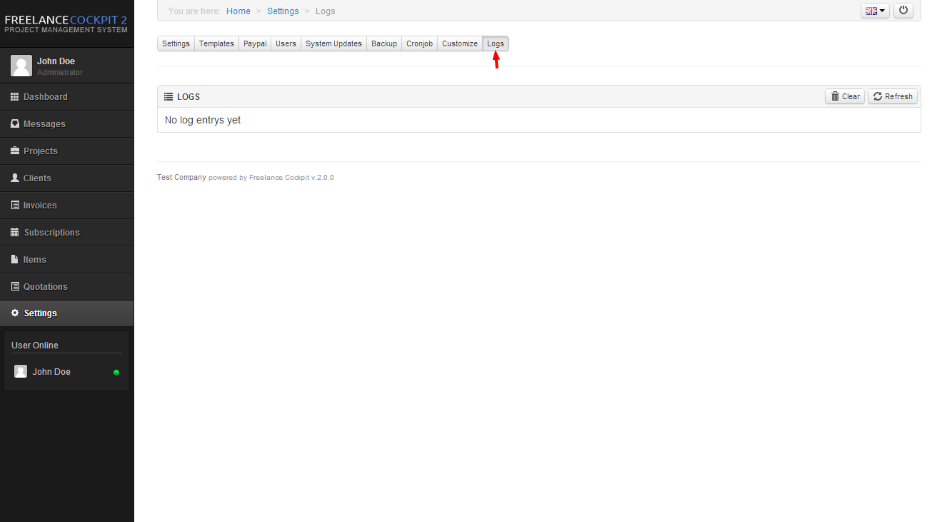 FREELANCECOCKPIT 2
PROJECT MANAGEMENT SYSTEM
John Doe
Administrator
Dashboard
Messages
Projects
Clients
Invoices
Subscriptions
Items
Quotations
Settings
User Online
John Doe
You are here: Home > Settings > Logs
Settings Templates Paypal Users System Updates Backup Cronjob Customize Logs
LOGS Clear Refresh
No log entrys yet
Test Company powered by Freelance Cockpit v.2.0.0